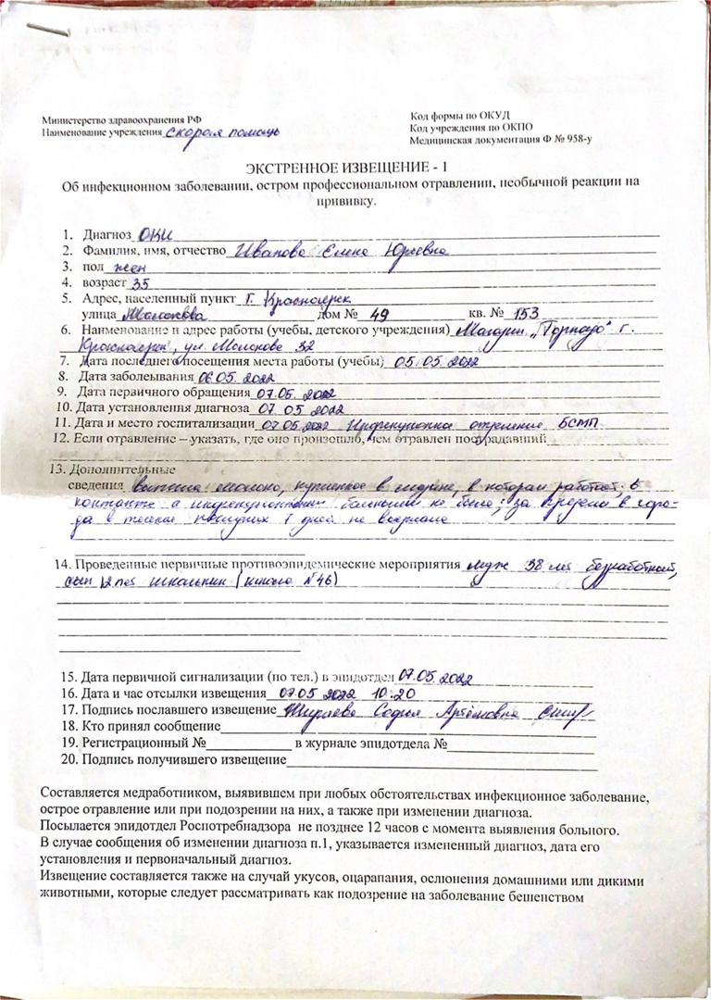 Министерство здравоохранения РФ
Наименование учреждения скорая помощь
Код формы по ОКУД
Код учреждения по ОКПО
Медицинская документация Ф № 958-у
ЭКСТРЕННОЕ ИЗВЕЩЕНИЕ - 1
Об инфекционном заболевании, остром профессиональном отравлении, необычной реакции на
прививку.
1. Диагноз ОКИ
2. Фамилия, имя, отчество Иванова Елена Юрьевна
3. пол жен
4. возраст 35
5. Адрес, населенный пункт г. Красноярск
улица Молокова дом № 49 кв. № 153
6. Наименование и адрес работы (учебы, детского учреждения) Магазин "Торнадо" г.
Красноярск, ул. Молокова 32
7. Дата последнего посещения места работы (учебы) 05.05.2022
8. Дата заболевания 06.05.2022
9. Дата первичного обращения 07.05.2022
10. Дата установления диагноза 07 05 2022
11. Дата и место госпитализации 07.05.2022 Инфекционное отделение БСМП
12. Если отравление – указать, где оно произошло, чем отравлен пострадавший
13. Дополнительные
сведения выпила молоко, купленное в магазине, в котором работает; в
контакте с инфекционными больными не была; за пределы горо-
да в течение последних 7 дней не выезжала
14. Проведенные первичные противоэпидемические мероприятия муж 38 лет безработный,
сын 12 лет школьник (школа №46)
15. Дата первичной сигнализации (по тел.) в эпидотдел 07.05.2022
16. Дата и час отсылки извещения 07.05 2022 10:20
17. Подпись пославшего извещение София Артёмовна
18. Кто принял сообщение
19. Регистрационный № в журнале эпидотдела №
20. Подпись получившего извещение
Составляется медработником, выявившем при любых обстоятельствах инфекционное заболевание,
острое отравление или при подозрении на них, а также при изменении диагноза.
Посылается эпидотдел Роспотребнадзора не позднее 12 часов с момента выявления больного.
В случае сообщения об изменении диагноза п.1, указывается измененный диагноз, дата его
установления и первоначальный диагноз.
Извещение составляется также на случай укусов, оцарапания, ослюнения домашними или дикими
животными, которые следует рассматривать как подозрение на заболевание бешенством